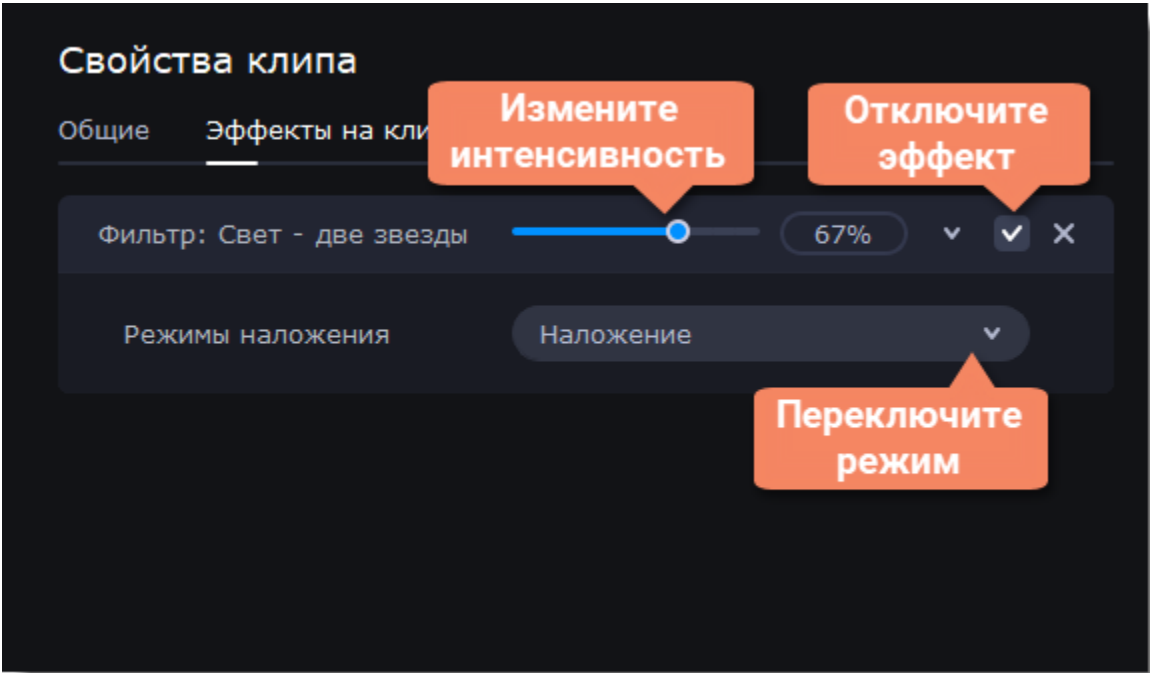 Свойства клипа
Общие Эффекты на кли
Измените
интенсивность
Отключите
эффект
Фильтр: Свет - две звезды 67%
Режимы наложения Наложение
Переключите
режим